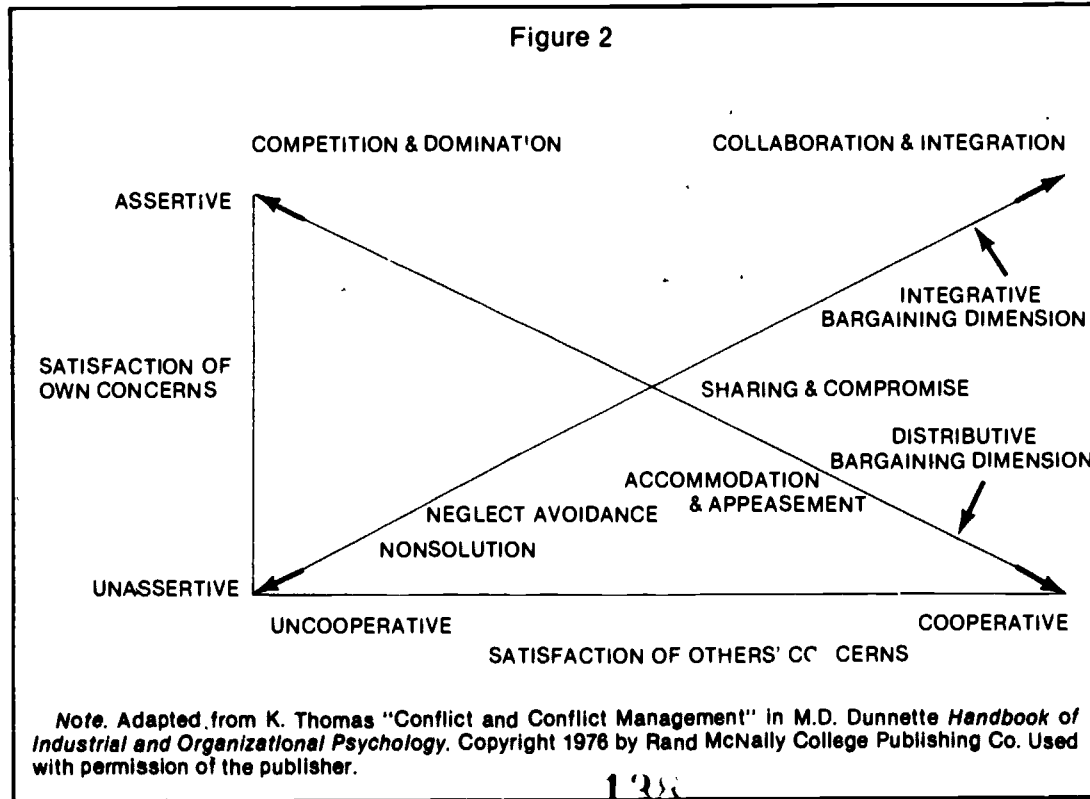 Figure 2
COMPETITION & DOMINATION
COLLABORATION & INTEGRATION
ASSERTIVE
INTEGRATIVE
BARGAINING DIMENSION
SATISFACTION OF
OWN CONCERNS
SHARING & COMPROMISE
DISTRIBUTIVE
BARGAINING DIMENSION
ACCOMMODATION
& APPEASEMENT
NEGLECT AVOIDANCE
NONSOLUTION
UNASSERTIVE
UNCOOPERATIVE
COOPERATIVE
SATISFACTION OF OTHERS' CO CERNS
Note. Adapted from K. Thomas "Conflict and Conflict Management" in M.D. Dunnette Handbook of
Industrial and Organizational Psychology. Copyright 1976 by Rand McNally College Publishing Co. Used
with permission of the publisher.